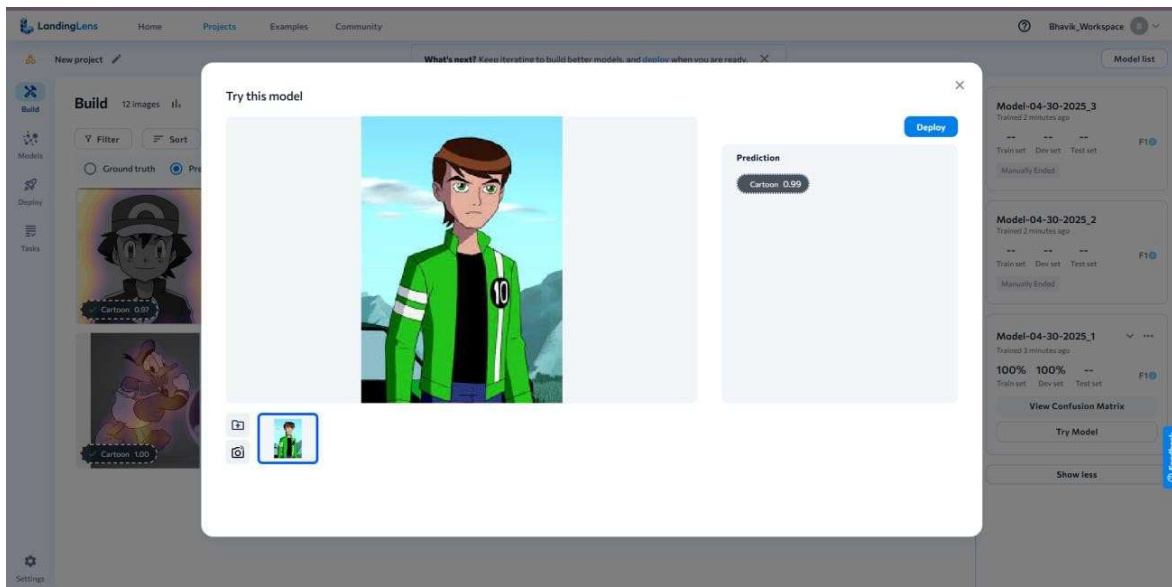 LandingLens Home Projects Examples Community Bhavik_Workspace B
New project What's next? Keep iterating to build better models, and deploy when you are ready. Model list
Build
Models
Deploy
Tasks
Settings
Build 12 images
Filter Sort
Ground truth Pre
Cartoon 0.97
Cartoon 1.00
Try this model
Deploy
Prediction
Cartoon 0.99
10
Model-04-30-2025_3
Trained 2 minutes ago
-- -- -- F1
Train set Dev set Test set
Manually Ended
Model-04-30-2025_2
Trained 2 minutes ago
-- -- -- F1
Train set Dev set Test set
Manually Ended
Model-04-30-2025_1
Trained 3 minutes ago
100% 100% -- F1
Train set Dev set Test set
View Confusion Matrix
Try Model
Show less